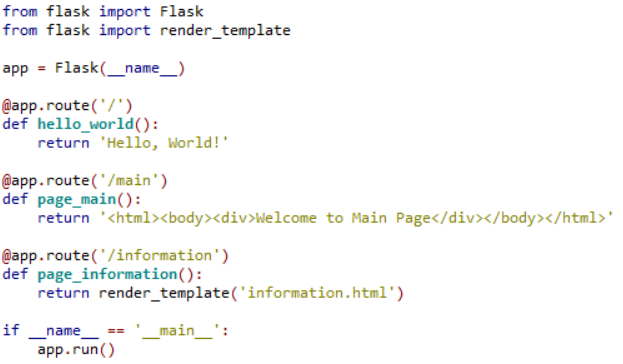 from flask import Flask
from flask import render_template
app = Flask(__name__)
@app.route('/')
def hello_world():
    return 'Hello, World!'
@app.route('/main')
def page_main():
    return '<html><body><div>Welcome to Main Page</div></body></html>'
@app.route('/information')
def page_information():
    return render_template('information.html')
if __name__ == '__main__':
    app.run()